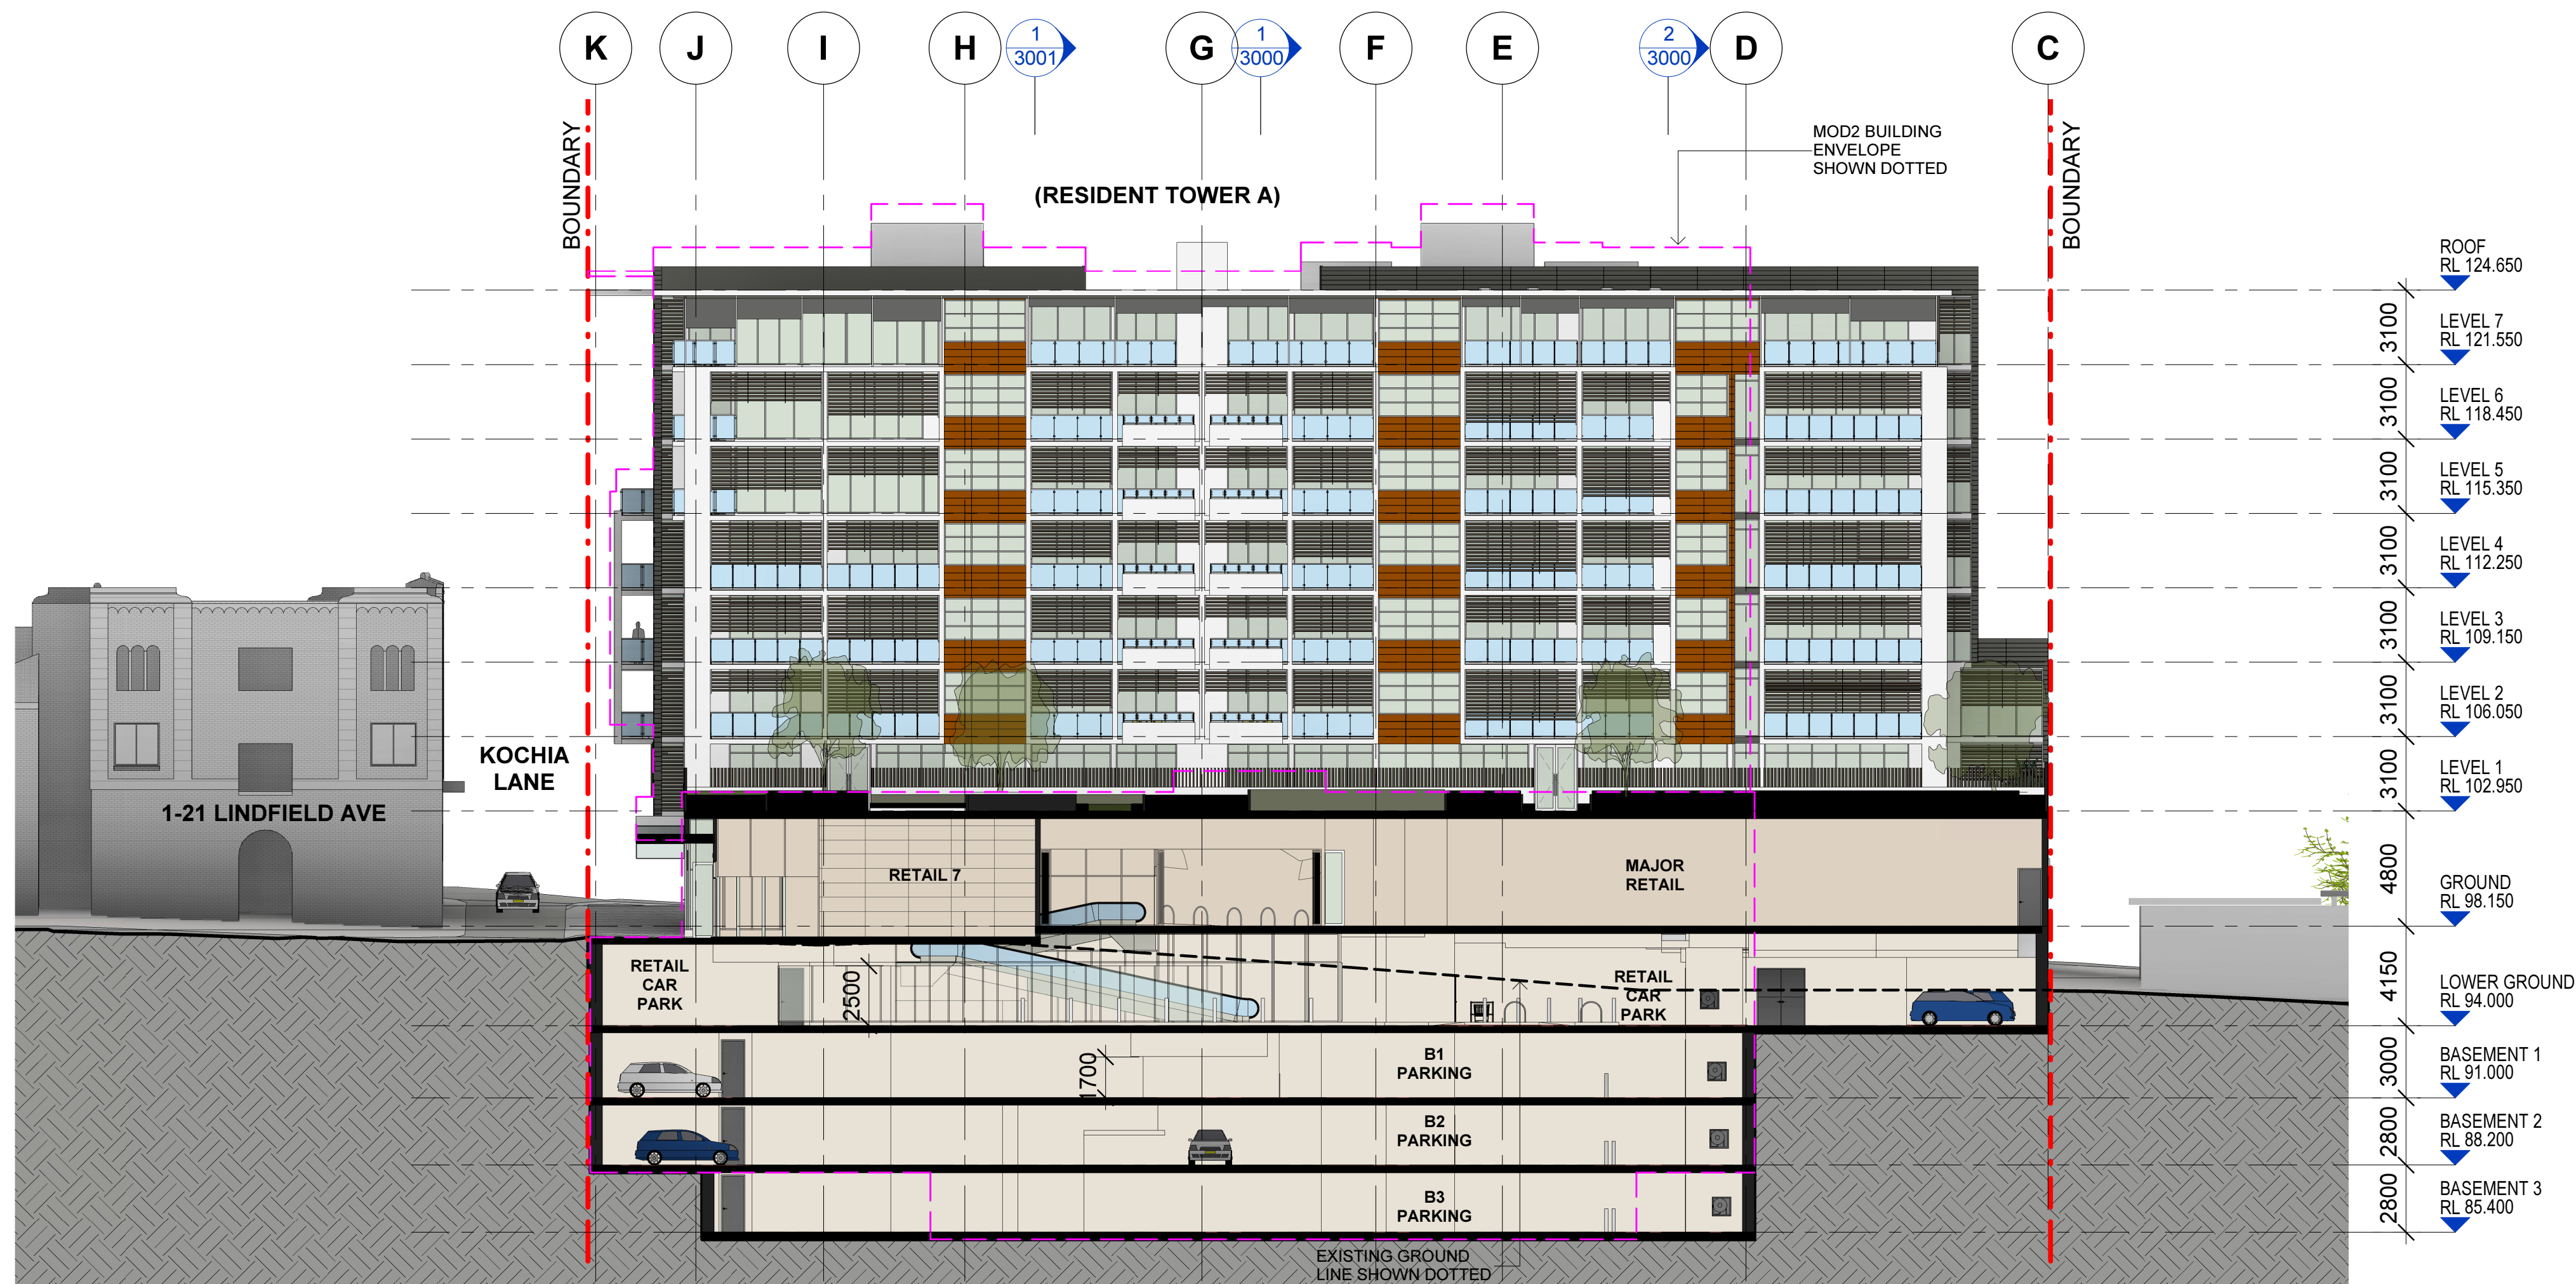 K
J
I
H
1
3001
G
1
3000
F
E
2
3000
D
C
BOUNDARY
MOD2 BUILDING
ENVELOPE
SHOWN DOTTED
BOUNDARY
(RESIDENT TOWER A)
ROOF
RL 124.650
3100
LEVEL 7
RL 121.550
3100
LEVEL 6
RL 118.450
3100
LEVEL 5
RL 115.350
3100
LEVEL 4
RL 112.250
3100
LEVEL 3
RL 109.150
3100
LEVEL 2
RL 106.050
3100
LEVEL 1
RL 102.950
KOCHIA
LANE
1-21 LINDFIELD AVE
RETAIL 7
MAJOR
RETAIL
4800
GROUND
RL 98.150
RETAIL
CAR
PARK
2500
RETAIL
CAR
PARK
4150
LOWER GROUND
RL 94.000
1700
B1
PARKING
3000
BASEMENT 1
RL 91.000
B2
PARKING
2800
BASEMENT 2
RL 88.200
B3
PARKING
2800
BASEMENT 3
RL 85.400
EXISTING GROUND
LINE SHOWN DOTTED